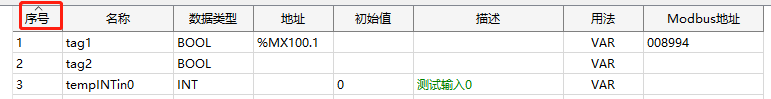 序号 名称 数据类型 地址 初始值 描述 用法 Modbus地址
1 tag1 BOOL %MX100.1 VAR 008994
2 tag2 BOOL VAR
3 tempINTin0 INT 0 测试输入0 VAR